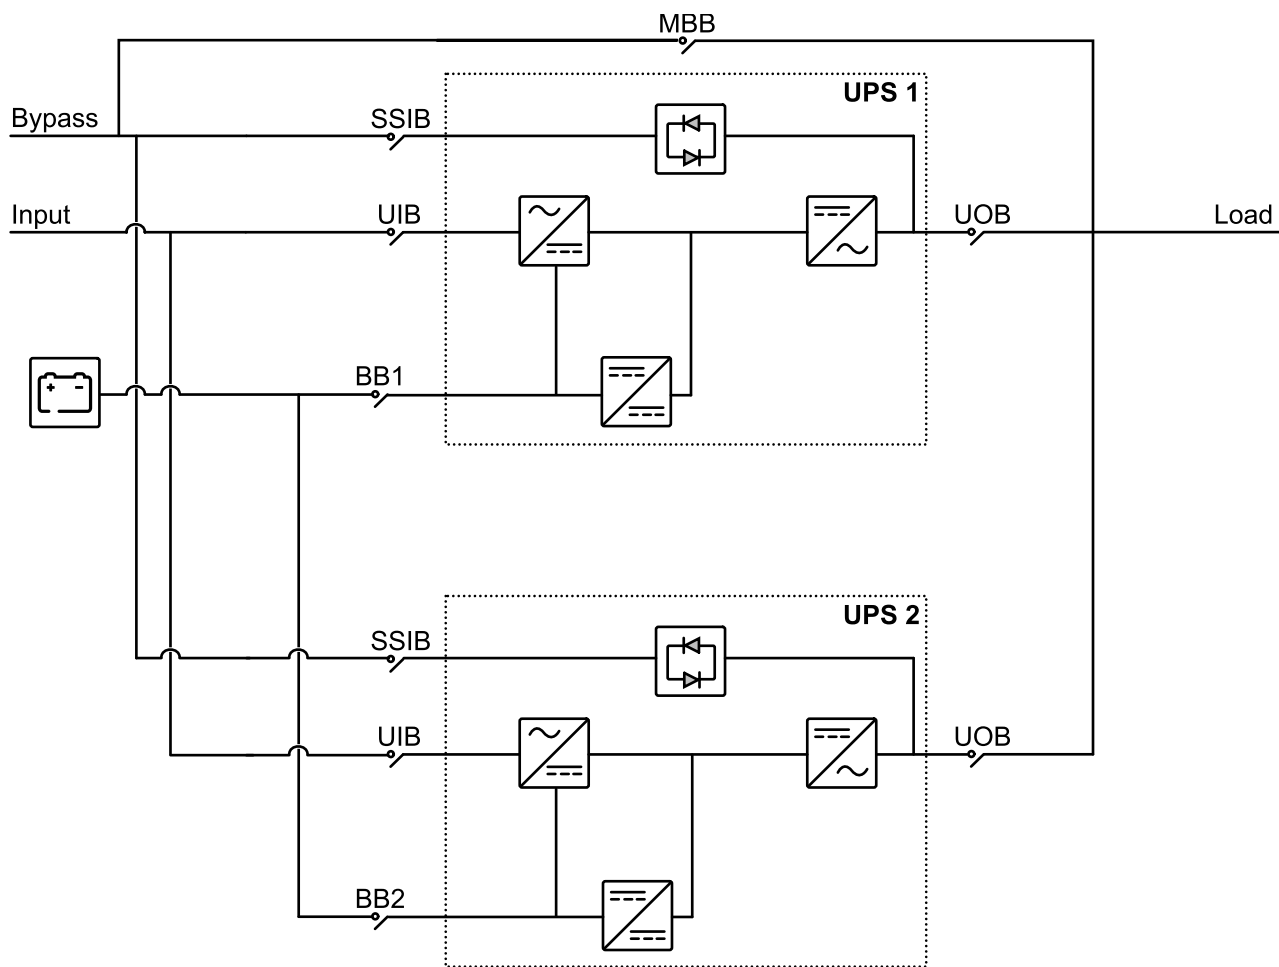 MBB
UPS 1
Bypass
SSIB
Input
UIB
UOB
Load
BB1
UPS 2
SSIB
UIB
UOB
BB2